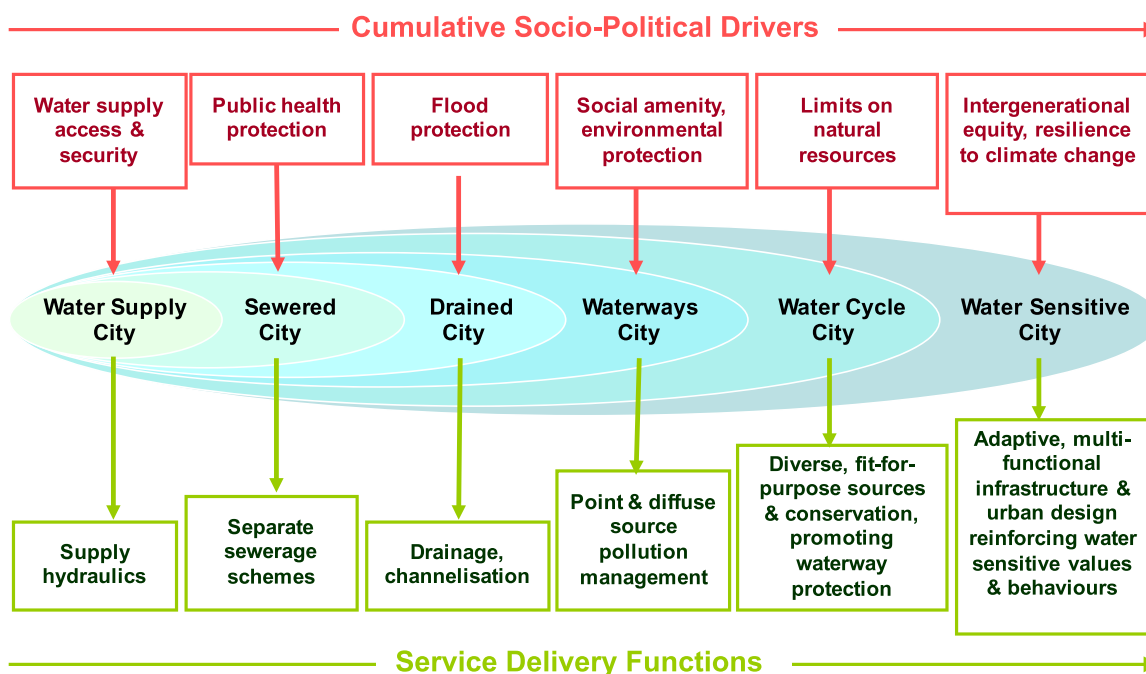 Cumulative Socio-Political Drivers
Water supply
access &
security
Public health
protection
Flood
protection
Social amenity,
environmental
protection
Limits on
natural
resources
Intergenerational
equity, resilience
to climate change
Water Supply
City
Sewered
City
Drained
City
Waterways
City
Water Cycle
City
Water Sensitive
City
Supply
hydraulics
Separate
sewerage
schemes
Drainage,
channelisation
Point & diffuse
source
pollution
management
Diverse, fit-for-
purpose sources
& conservation,
promoting
waterway
protection
Adaptive, multi-
functional
infrastructure &
urban design
reinforcing water
sensitive values
& behaviours
Service Delivery Functions